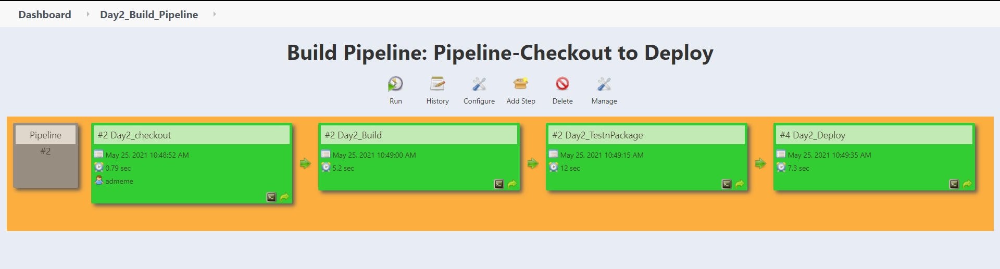 Dashboard Day2_Build_Pipeline
Build Pipeline: Pipeline-Checkout to Deploy
Run History Configure Add Step Delete Manage
Pipeline
#2
#2 Day2_checkout
May 25, 2021 10:48:52 AM
0.79 sec
admeme
#2 Day2_Build
May 25, 2021 10:49:00 AM
5.2 sec
#2 Day2_TestnPackage
May 25, 2021 10:49:15 AM
12 sec
#4 Day2_Deploy
May 25, 2021 10:49:35 AM
7.3 sec